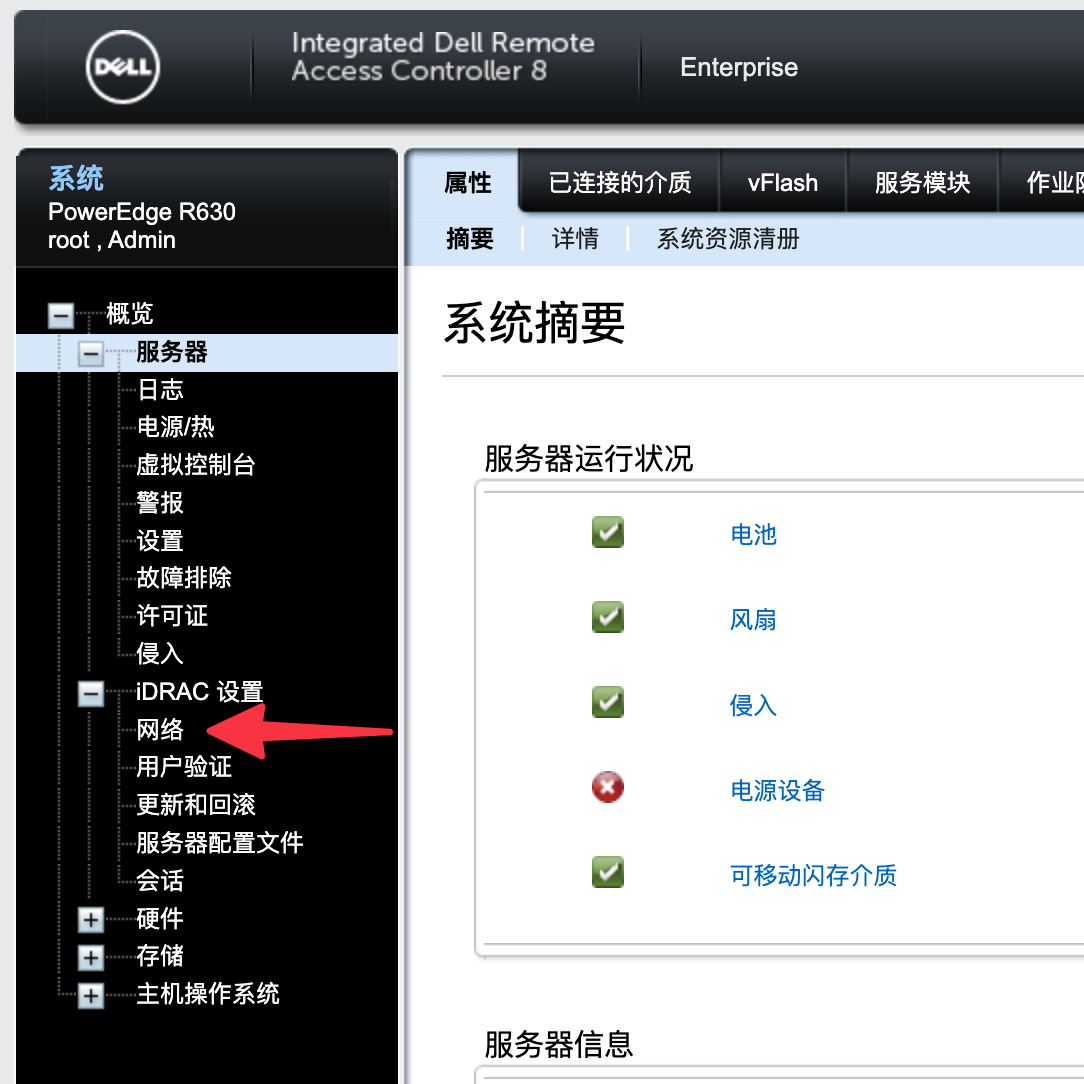 DELL
Integrated Dell Remote
Access Controller 8
Enterprise
系统
PowerEdge R630
root , Admin
概览
服务器
日志
电源/热
虚拟控制台
警报
设置
故障排除
许可证
侵入
iDRAC 设置
网络
用户验证
更新和回滚
服务器配置文件
会话
硬件
存储
主机操作系统
属性
已连接的介质
vFlash
服务模块
作业
摘要
详情
系统资源清册
系统摘要
服务器运行状况
电池
风扇
侵入
电源设备
可移动闪存介质
服务器信息